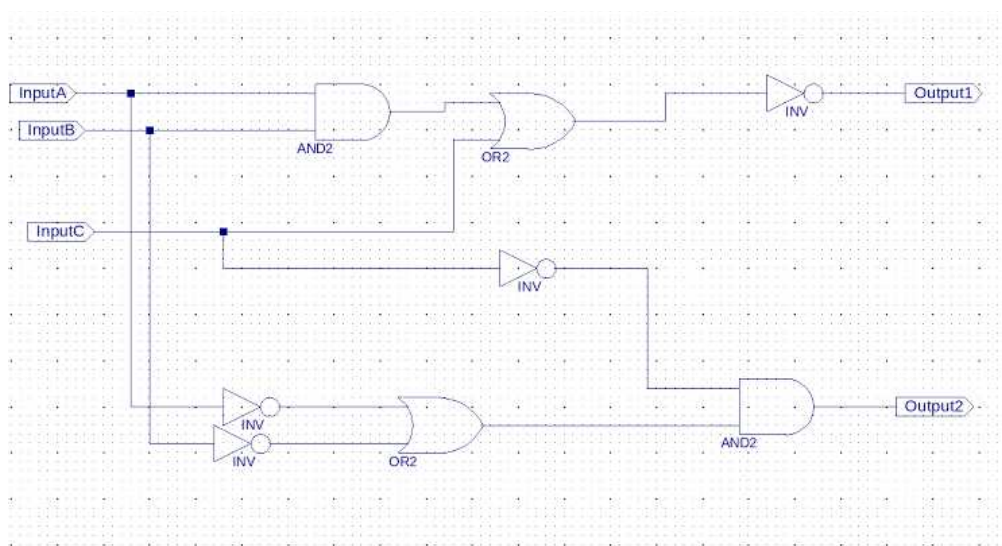 InputA
Output1
INV
InputB
AND2
OR2
InputC
INV
Output2
INV
AND2
INV
OR2